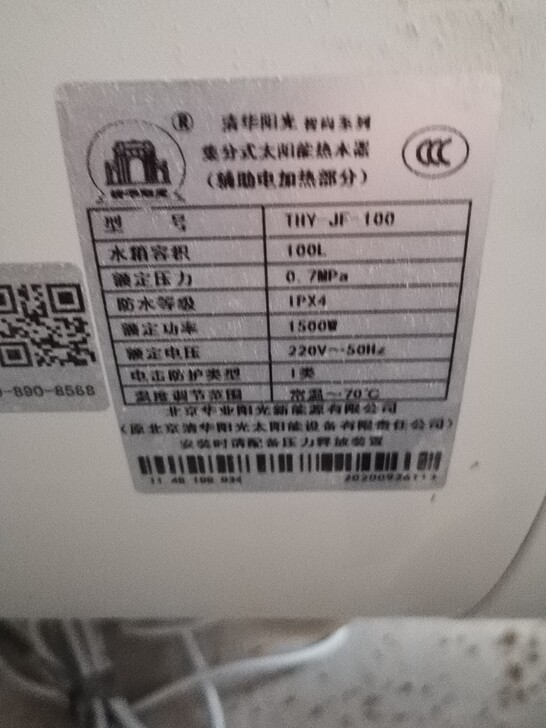 ®
清华阳光 智尚系列
集分式太阳能热水器
（辅助电加热部分）
CCC
清华阳光
型 号 THY-JF-100
水箱容积 100L
额定压力 0.7MPa
防水等级 IPX4
额定功率 1500W
额定电压 220V～50Hz
电击防护类型 I类
温度调节范围 常温～70℃
北京华业阳光新能源有限公司
（原北京清华阳光太阳能设备有限责任公司）
安装时请配备压力释放装置
-890-8568